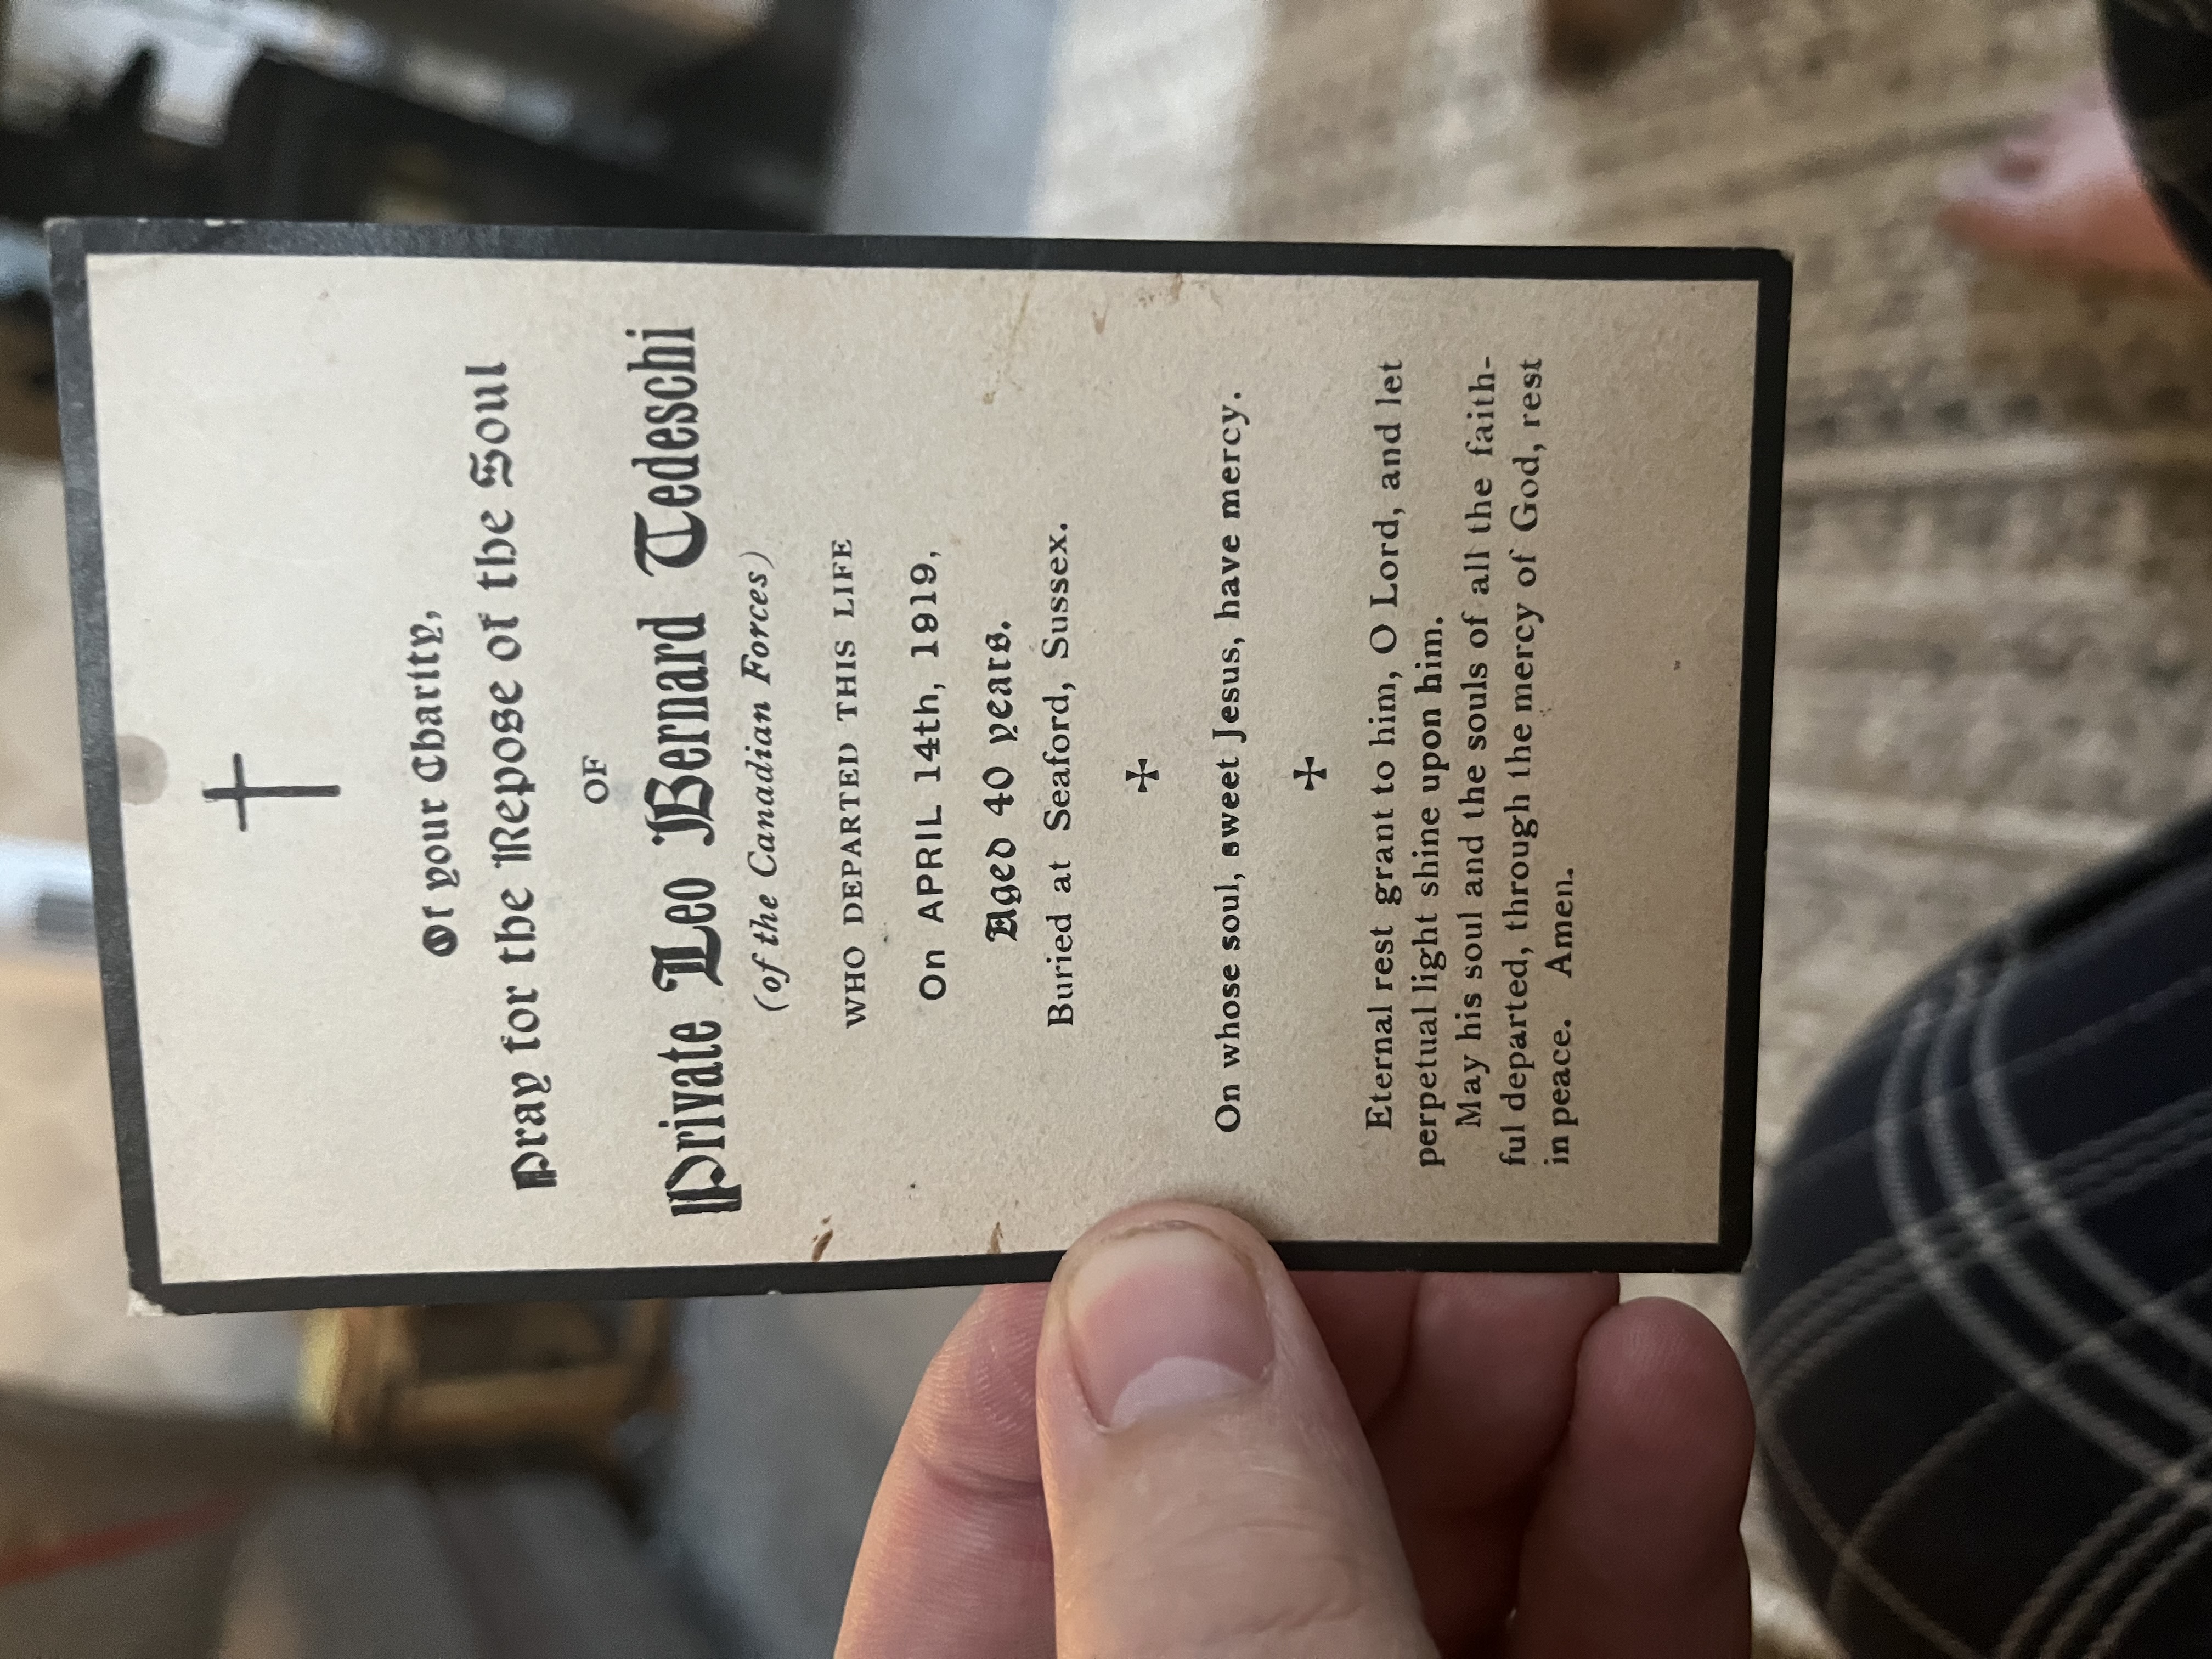 Of your Charity,
Pray for the Repose of the Soul
OF
Private Leo Bernard Tedeschi
(of the Canadian Forces)
WHO DEPARTED THIS LIFE
On APRIL 14th, 1919,
Aged 40 years.
Buried at Seaford, Sussex.
On whose soul, sweet Jesus, have mercy.
Eternal rest grant to him, O Lord, and let
perpetual light shine upon him.
May his soul and the souls of all the faith-
ful departed, through the mercy of God, rest
in peace. Amen.